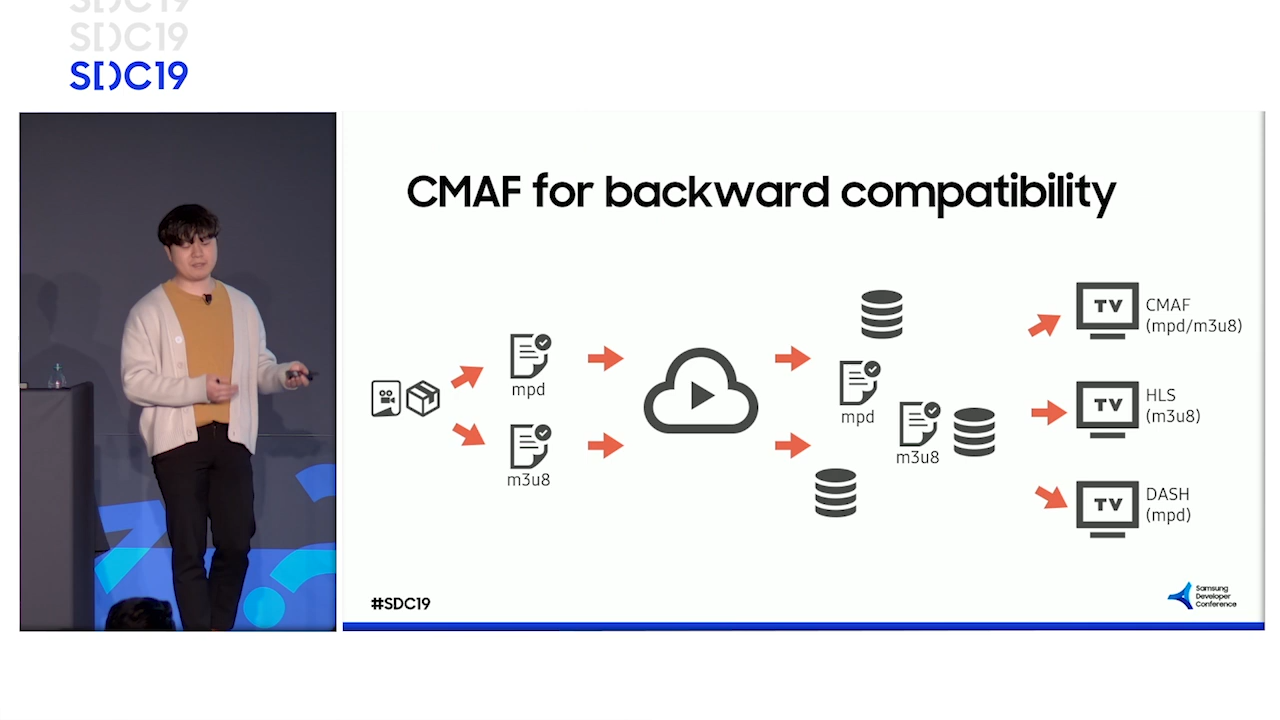 SDC19
SDC19
SDC19
CMAF for backward compatibility
mpd
m3u8
mpd
m3u8
TV
CMAF
(mpd/m3u8)
TV
HLS
(m3u8)
TV
DASH
(mpd)
#SDC19
Samsung
Developer
Conference